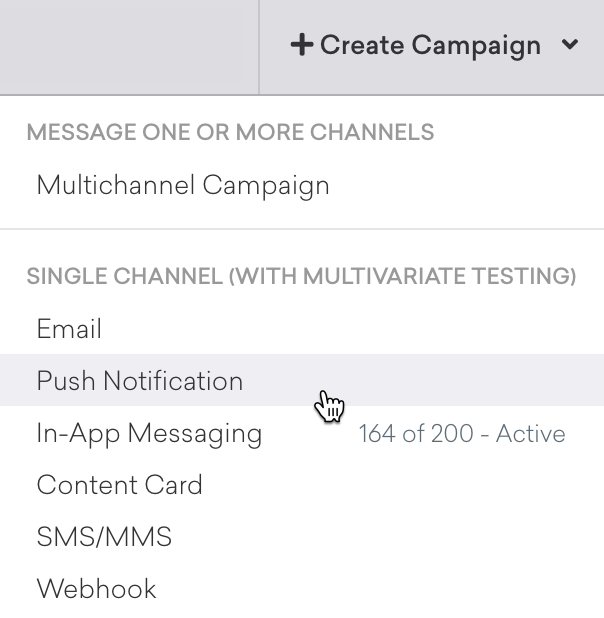 + Create Campaign
MESSAGE ONE OR MORE CHANNELS
Multichannel Campaign
SINGLE CHANNEL (WITH MULTIVARIATE TESTING)
Email
Push Notification
In-App Messaging 164 of 200 - Active
Content Card
SMS/MMS
Webhook